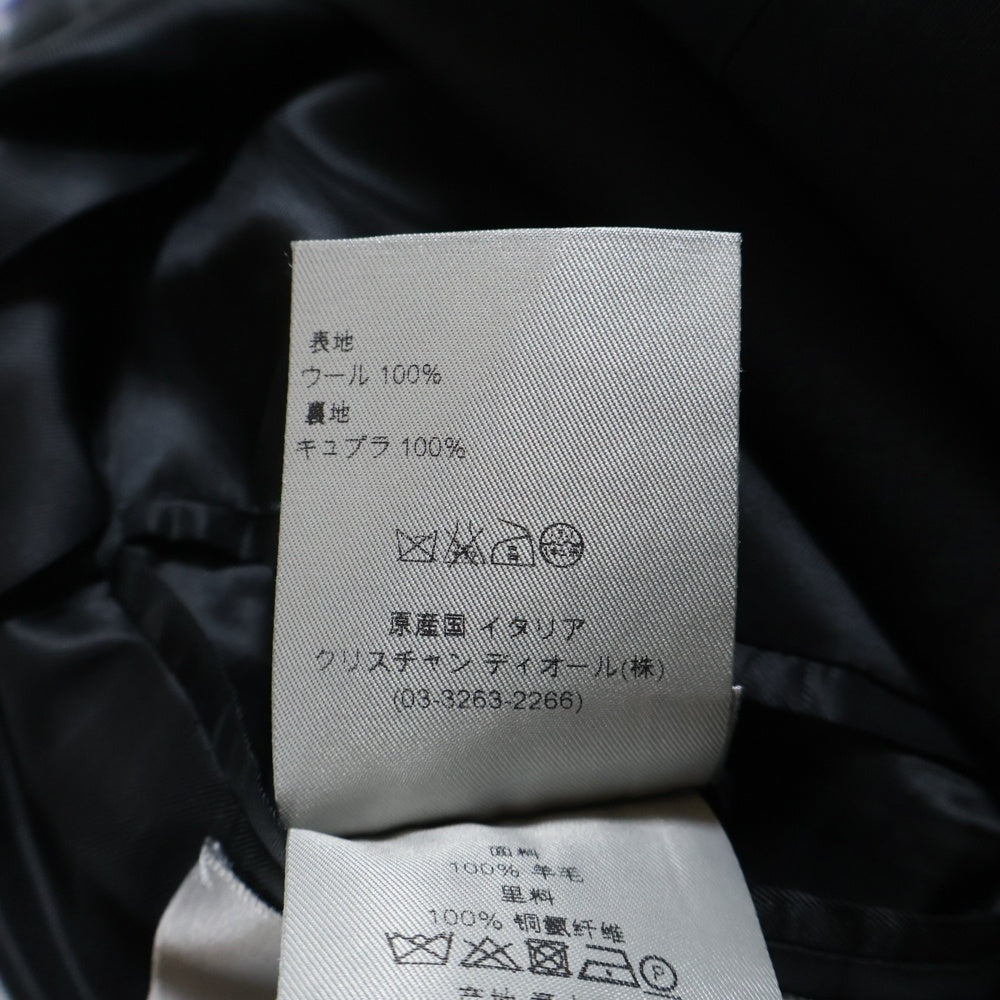 表地
ウール 100%
裏地
キュプラ 100%
原産国 イタリア
クリスチャン ディオール(株)
(03-3263-2266)
面料
100% 羊毛
里料
100% 铜氨纤维
P
产地